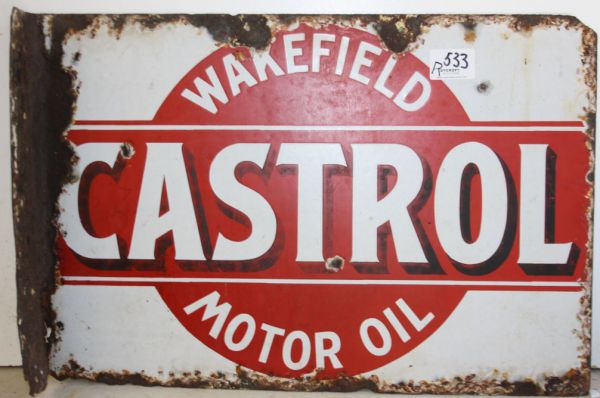 WAKEFIELD
533
CASTROL
MOTOR OIL